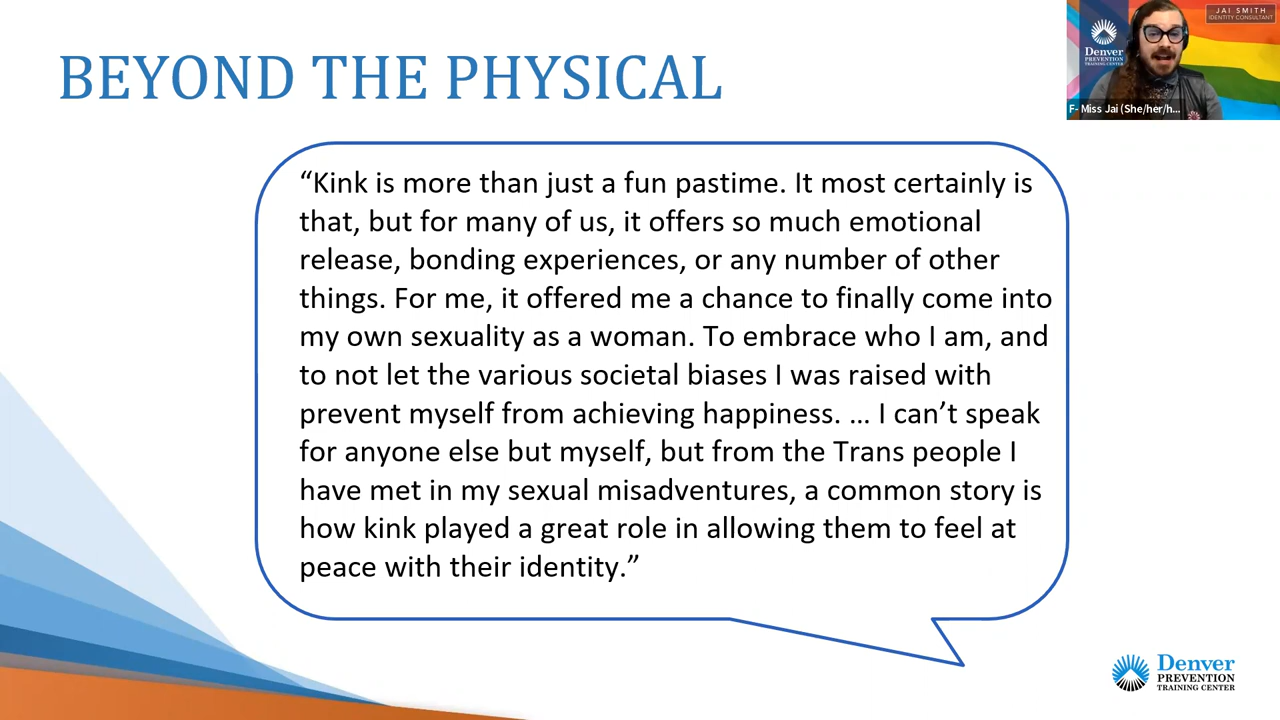 BEYOND THE PHYSICAL
JAI SMITH
IDENTITY CONSULTANT
Denver
PREVENTION
TRAINING CENTER
F- Miss Jai (She/her/h...
“Kink is more than just a fun pastime. It most certainly is
that, but for many of us, it offers so much emotional
release, bonding experiences, or any number of other
things. For me, it offered me a chance to finally come into
my own sexuality as a woman. To embrace who I am, and
to not let the various societal biases I was raised with
prevent myself from achieving happiness. … I can’t speak
for anyone else but myself, but from the Trans people I
have met in my sexual misadventures, a common story is
how kink played a great role in allowing them to feel at
peace with their identity.”
Denver
PREVENTION
TRAINING CENTER